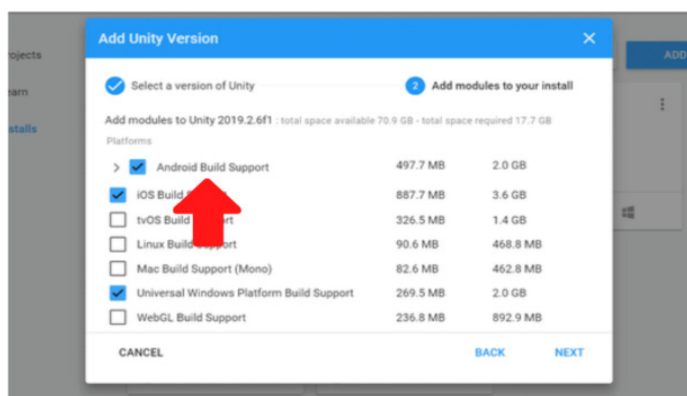 Add Unity Version
rojects
ADD
Select a version of Unity
2 Add modules to your install
earn
Add modules to Unity 2019.2.6f1 : total space available 70.9 GB - total space required 17.7 GB
stalls
Platforms
Android Build Support 497.7 MB 2.0 GB
iOS Build 887.7 MB 3.6 GB
tvOS Build rt 326.5 MB 1.4 GB
Linux Build port 90.6 MB 468.8 MB
Mac Build Support (Mono) 82.6 MB 462.8 MB
Universal Windows Platform Build Support 269.5 MB 2.0 GB
WebGL Build Support 236.8 MB 892.9 MB
CANCEL BACK NEXT